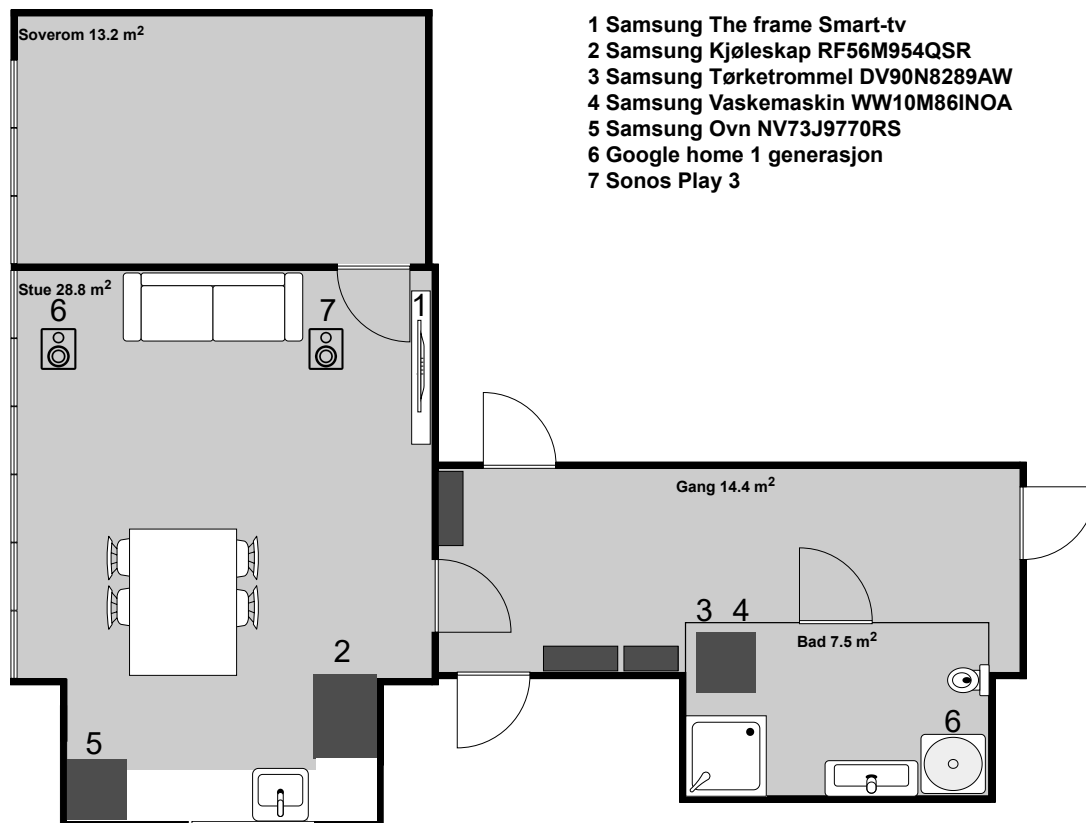 Soverom 13.2 m²
1 Samsung The frame Smart-tv
2 Samsung Kjøleskap RF56M954QSR
3 Samsung Tørketrommel DV90N8289AW
4 Samsung Vaskemaskin WW10M86INOA
5 Samsung Ovn NV73J9770RS
6 Google home 1 generasjon
7 Sonos Play 3
Stue 28.8 m²
6
7
1
Gang 14.4 m²
3 4
Bad 7.5 m²
2
6
5